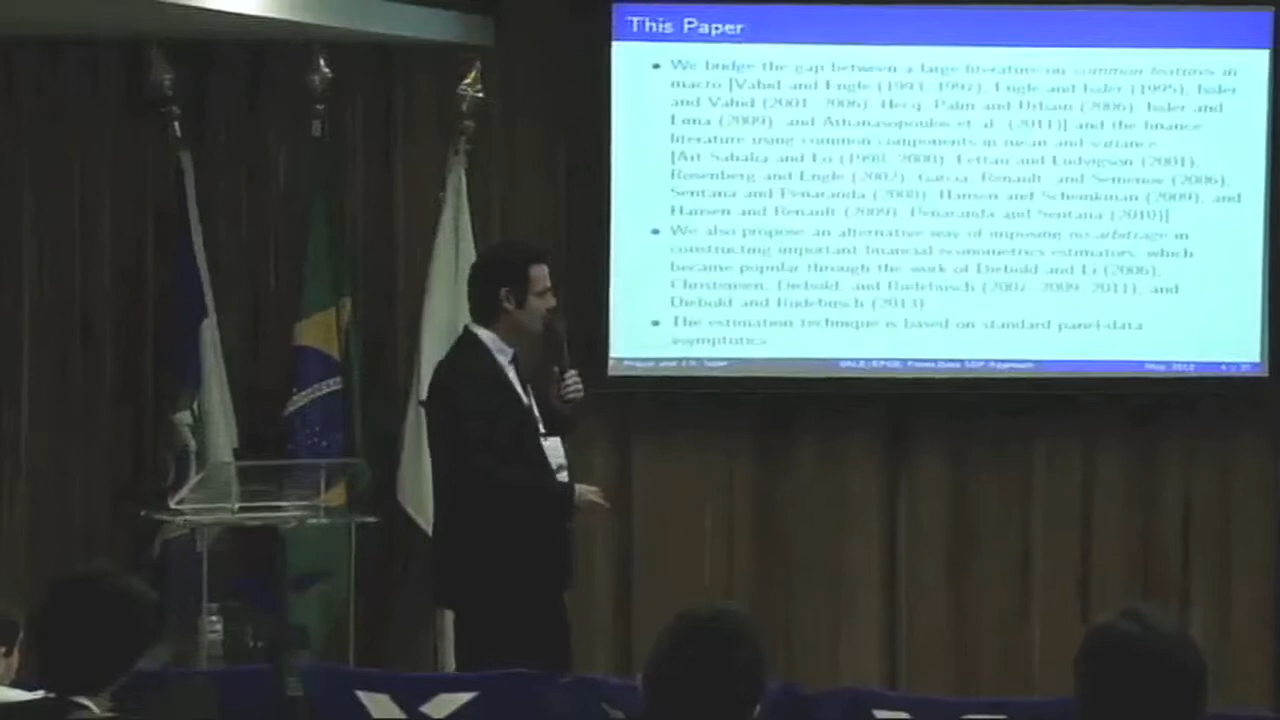 This Paper
• We bridge the gap between a large literature on common features in
macro [Vahid and Engle (1993, 1997), Engle and Issler (1995), Issler
and Vahid (2001, 2006), Hecq, Palm and Urbain (2006), Issler and
Lima (2009), and Athanasopoulos et al. (2011)] and the finance
literature using common components in mean and variance
[Aït-Sahalia and Lo (1998, 2000), Lettau and Ludvigson (2001),
Rosenberg and Engle (2002), Garcia, Renault, and Semenov (2006),
Sentana and Peñaranda (2008), Hansen and Scheinkman (2009), and
Hansen and Renault (2009), Peñaranda and Sentana (2010)]
• We also propose an alternative way of imposing no-arbitrage in
constructing important financial econometrics estimators, which
became popular through the work of Diebold and Li (2006),
Christensen, Diebold, and Rudebusch (2007, 2009, 2011), and
Diebold and Rudebusch (2013)
• The estimation technique is based on standard panel-data
asymptotics